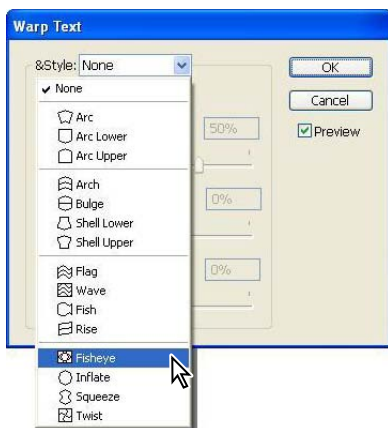 Warp Text
&Style: None
OK
None
Cancel
Arc
50%
Preview
Arc Lower
Arc Upper
Arch
Bulge
0%
Shell Lower
Shell Upper
Flag
0%
Wave
Fish
Rise
Fisheye
Inflate
Squeeze
Twist